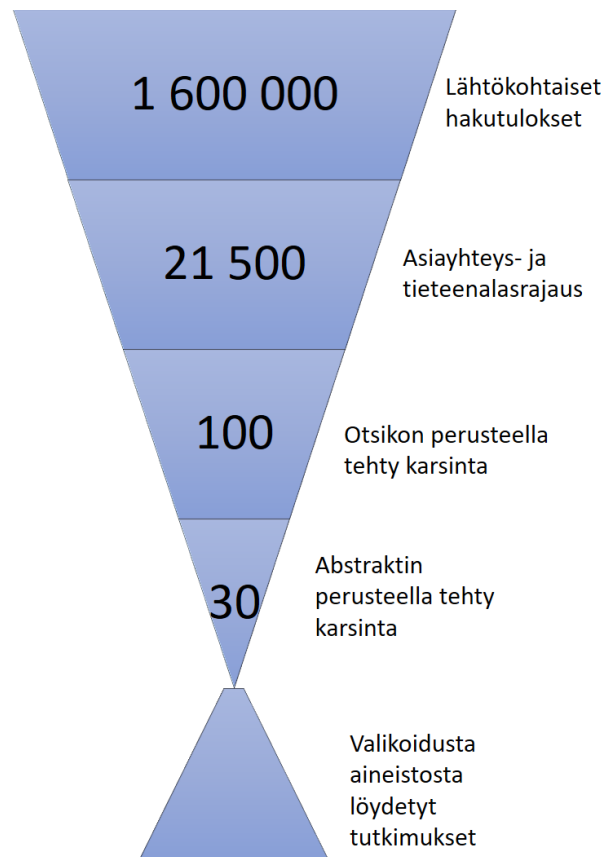 1 600 000
Lähtökohtaiset
hakutulokset
21 500
Asiayhteys- ja
tieteenalasrajaus
100
Otsikon perusteella
tehty karsinta
30
Abstraktin
perusteella tehty
karsinta
Valikoidusta
aineistosta
löydetyt
tutkimukset